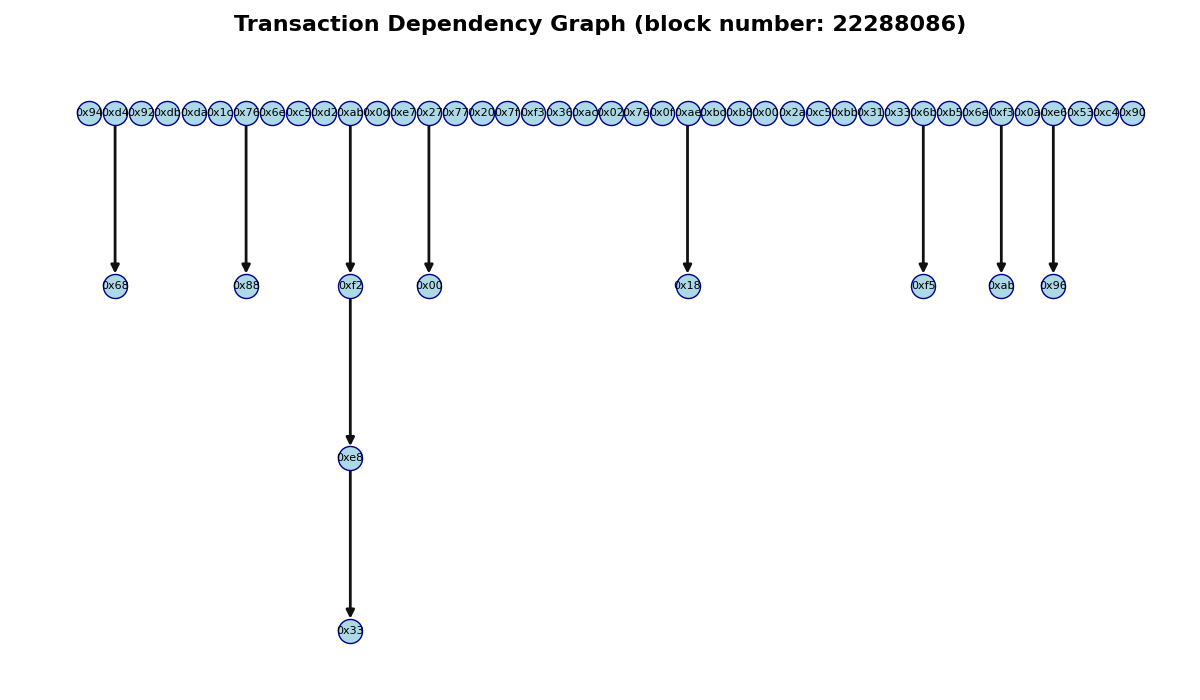 Transaction Dependency Graph (block number: 22288086)
0x94 0xd4 0x92 0xdb 0xda 0x1c 0x76 0x6e 0xc5 0xd2 0xab 0x0d 0xe7 0x27 0x77 0x20 0x7f 0xf3 0x36 0xad 0x02 0x7e 0x0f 0xae 0xbd 0xb8 0x00 0x2a 0xc5 0xbb 0x31 0x33 0x6b 0xb5 0x6e 0xf3 0x0a 0xe6 0x53 0xc4 0x90
0x68 0x88 0xf2 0x00 0x18 0xf5 0xab 0x96
0xe8
0x33